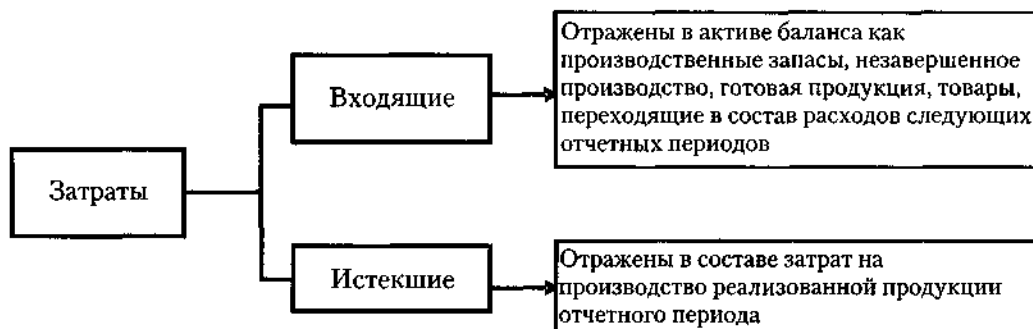 Затраты
Входящие
Отражены в активе баланса как
производственные запасы, незавершенное
производство, готовая продукция, товары,
переходящие в состав расходов следующих
отчетных периодов
Истекшие
Отражены в составе затрат на
производство реализованной продукции
отчетного периода